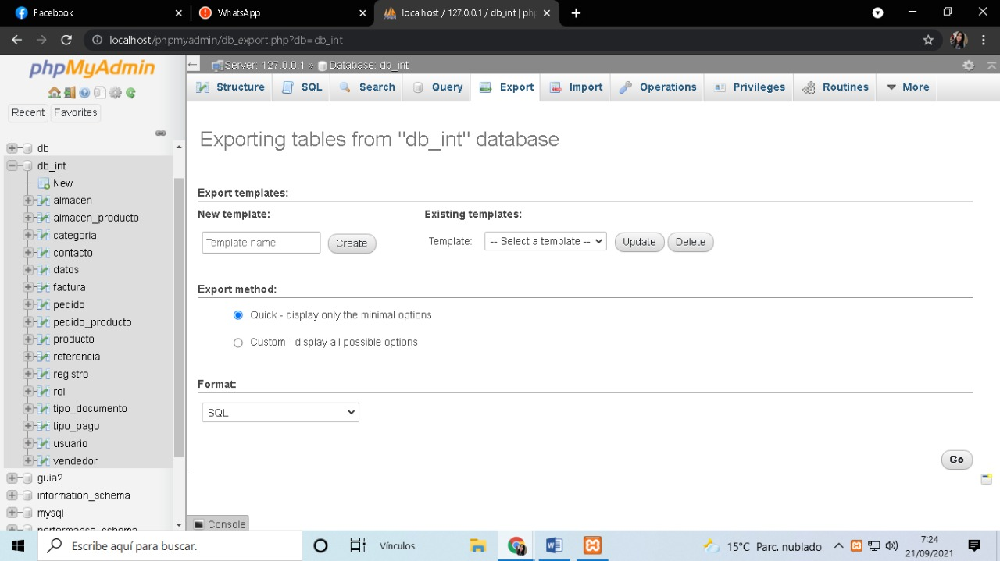 Facebook
WhatsApp
localhost / 127.0.0.1 / db_int | ph
localhost/phpmyadmin/db_export.php?db=db_int
phpMyAdmin
Recent Favorites
db
db_int
New
almacen
almacen_producto
categoria
contacto
datos
factura
pedido
pedido_producto
producto
referencia
registro
rol
tipo_documento
tipo_pago
usuario
vendedor
guia2
information_schema
mysql
performance_schema
Server: 127.0.0.1 » Database: db_int
Structure SQL Search Query Export Import Operations Privileges Routines More
Exporting tables from "db_int" database
Export templates:
New template: Existing templates:
Template name Create Template: -- Select a template -- Update Delete
Export method:
Quick - display only the minimal options
Custom - display all possible options
Format:
SQL
Go
Console
Escribe aquí para buscar.
Vínculos
15°C Parc. nublado
7:24
21/09/2021